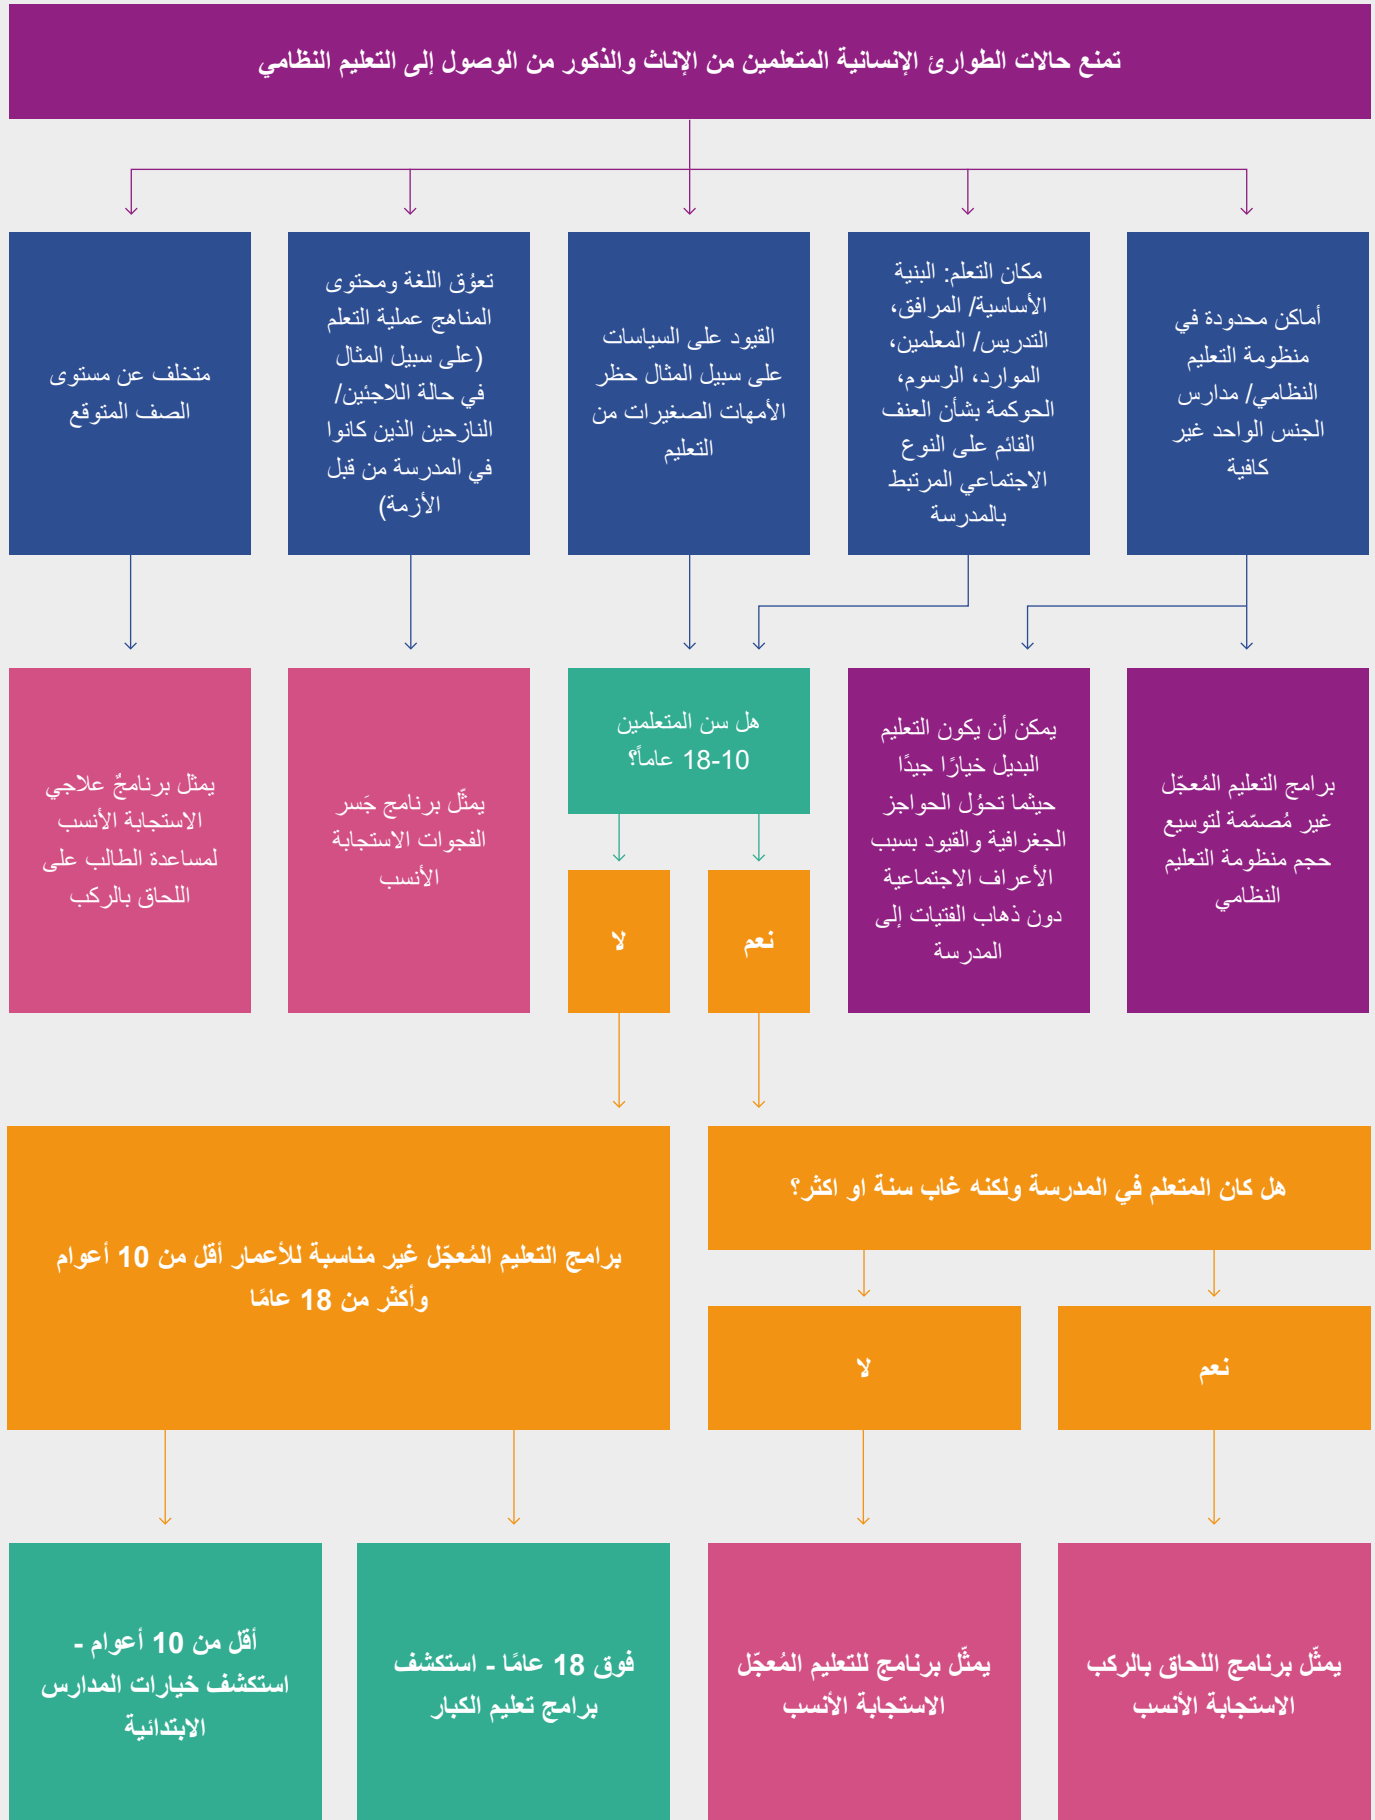 تمنع حالات الطوارئ الإنسانية المتعلمين من الإناث والذكور من الوصول إلى التعليم النظامي
أماكن محدودة في
منظومة التعليم
النظامي/ مدارس
الجنس الواحد غير
كافية
مكان التعلم: البنية
الأساسية/ المرافق،
التدريس/ المعلمين،
الموارد، الرسوم،
الحوكمة بشأن العنف
القائم على النوع
الاجتماعي المرتبط
بالمدرسة
القيود على السياسات
على سبيل المثال حظر
الأمهات الصغيرات من
التعليم
تعوُق اللغة ومحتوى
المناهج عملية التعلم
(على سبيل المثال
في حالة اللاجئين/
النازحين الذين كانوا
في المدرسة من قبل
الأزمة)
متخلف عن مستوى
الصف المتوقع
برامج التعليم المُعجّل
غير مُصمّمة لتوسيع
حجم منظومة التعليم
النظامي
يمكن أن يكون التعليم
البديل خيارًا جيدًا
حيثما تحوُل الحواجز
الجغرافية والقيود بسبب
الأعراف الاجتماعية
دون ذهاب الفتيات إلى
المدرسة
هل سن المتعلمين
10-18 عاماً؟
نعم
لا
يمثّل برنامج جَسر
الفجوات الاستجابة
الأنسب
يمثل برنامجٌ علاجي
الاستجابة الأنسب
لمساعدة الطالب على
اللحاق بالركب
هل كان المتعلم في المدرسة ولكنه غاب سنة او اكثر؟
نعم
لا
برامج التعليم المُعجّل غير مناسبة للأعمار أقل من 10 أعوام
وأكثر من 18 عامًا
يمثّل برنامج اللحاق بالركب
الاستجابة الأنسب
يمثّل برنامج للتعليم المُعجّل
الاستجابة الأنسب
فوق 18 عامًا - استكشف
برامج تعليم الكبار
أقل من 10 أعوام -
استكشف خيارات المدارس
الابتدائية